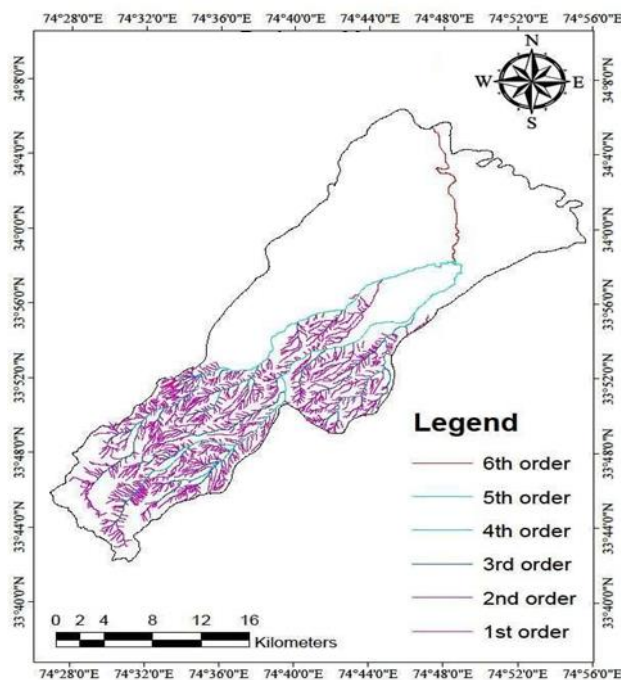 74°28'0"E 74°32'0"E 74°36'0"E 74°40'0"E 74°44'0"E 74°48'0"E 74°52'0"E 74°56'0"E
N
W E
S
34°8'0"N 34°8'0"N
34°4'0"N 34°4'0"N
34°0'0"N 34°0'0"N
33°56'0"N 33°56'0"N
33°52'0"N 33°52'0"N
33°48'0"N 33°48'0"N
33°44'0"N 33°44'0"N
33°40'0"N 33°40'0"N
Legend
6th order
5th order
4th order
3rd order
2nd order
1st order
0 2 4 8 12 16
Kilometers
74°28'0"E 74°32'0"E 74°36'0"E 74°40'0"E 74°44'0"E 74°48'0"E 74°52'0"E 74°56'0"E